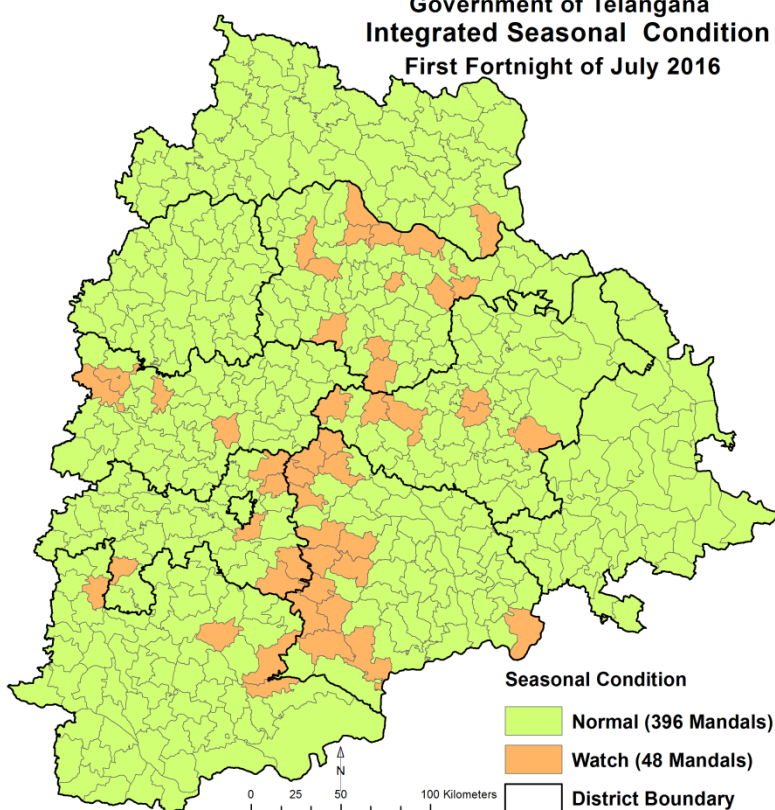 Government of Telangana
Integrated Seasonal Condition
First Fortnight of July 2016
Seasonal Condition
Normal (396 Mandals)
Watch (48 Mandals)
District Boundary
N
0 25 50 100 Kilometers